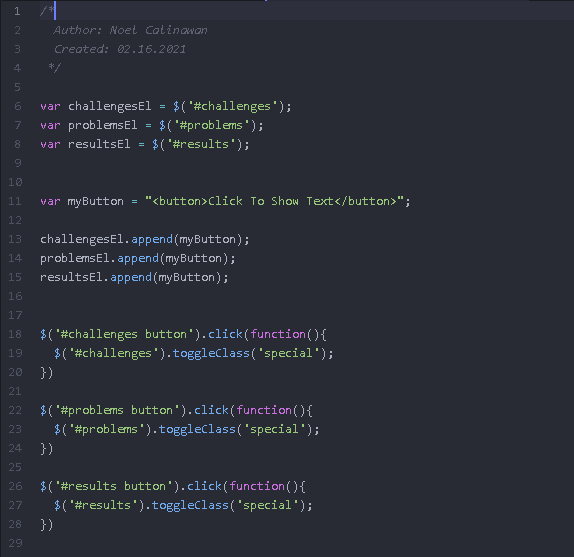 1 /*
2 Author: Noel Catinawan
3 Created: 02.16.2021
4 */
5
6 var challengesEl = $('#challenges');
7 var problemsEl = $('#problems');
8 var resultsEl = $('#results');
9
10
11 var myButton = "<button>Click To Show Text</button>";
12
13 challengesEl.append(myButton);
14 problemsEl.append(myButton);
15 resultsEl.append(myButton);
16
17
18 $('#challenges button').click(function(){
19 $('#challenges').toggleClass('special');
20 })
21
22 $('#problems button').click(function(){
23 $('#problems').toggleClass('special');
24 })
25
26 $('#results button').click(function(){
27 $('#results').toggleClass('special');
28 })
29